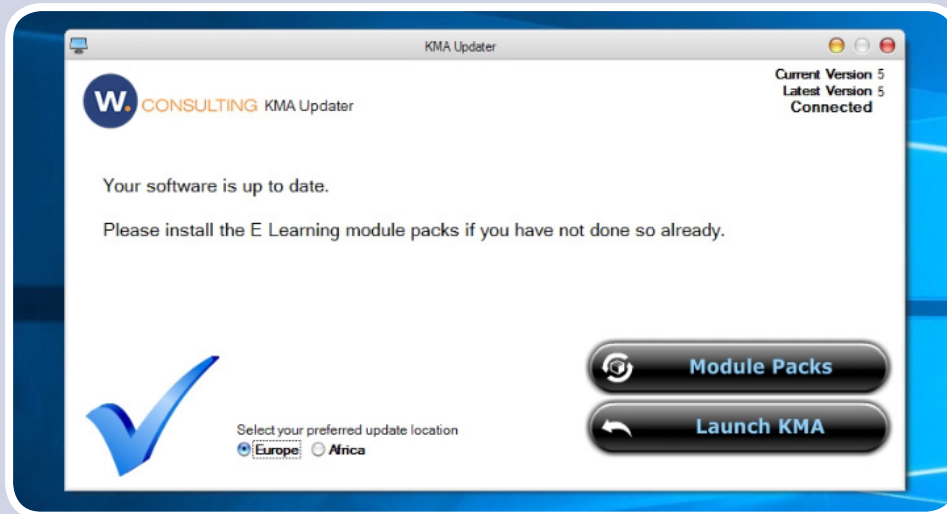 KMA Updater
Current Version 5
Latest Version 5
Connected
W.
CONSULTING KMA Updater
Your software is up to date.
Please install the E Learning module packs if you have not done so already.
Module Packs
Launch KMA
Select your preferred update location
Europe Africa